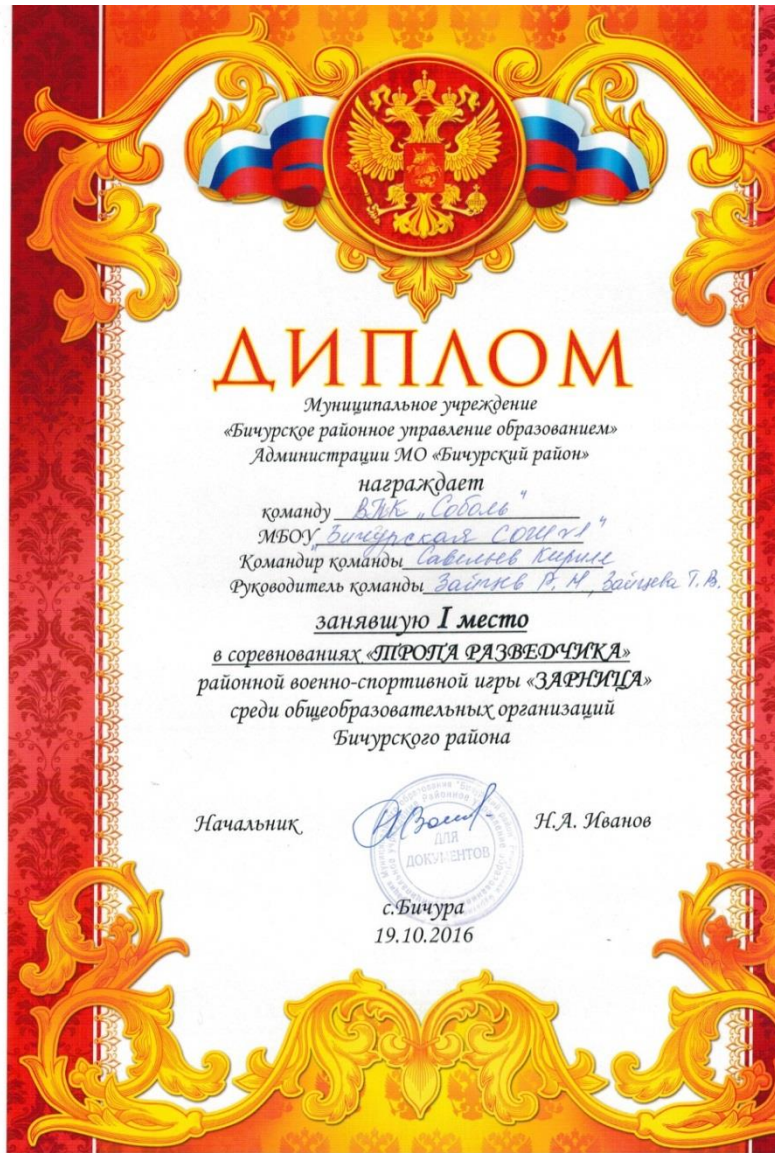 ДИПЛОМ
Муниципальное учреждение
«Бичурское районное управление образованием»
Администрации МО «Бичурский район»
награждает
команду ВПК „Соболь"
МБОУ „Бичурская СОШ №1"
Командир команды Савельев Кирилл
Руководитель команды Зайцев Р. Н, Зайцева Т. В.
занявшую I место
в соревнованиях «ТРОПА РАЗВЕДЧИКА»
районной военно-спортивной игры «ЗАРНИЦА»
среди общеобразовательных организаций
Бичурского района
Начальник Н.А. Иванов
ДЛЯ
ДОКУМЕНТОВ
с.Бичура
19.10.2016